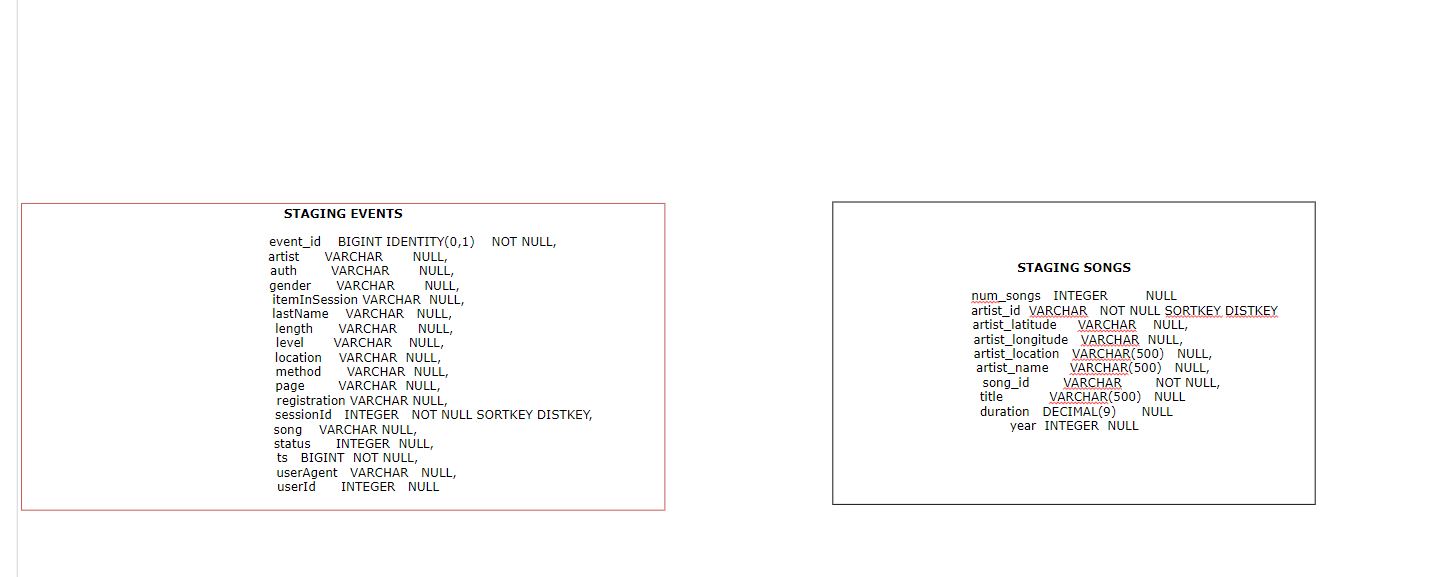 STAGING EVENTS
event_id BIGINT IDENTITY(0,1) NOT NULL,
artist VARCHAR NULL,
auth VARCHAR NULL,
gender VARCHAR NULL,
itemInSession VARCHAR NULL,
lastName VARCHAR NULL,
length VARCHAR NULL,
level VARCHAR NULL,
location VARCHAR NULL,
method VARCHAR NULL,
page VARCHAR NULL,
registration VARCHAR NULL,
sessionId INTEGER NOT NULL SORTKEY DISTKEY,
song VARCHAR NULL,
status INTEGER NULL,
ts BIGINT NOT NULL,
userAgent VARCHAR NULL,
userId INTEGER NULL
STAGING SONGS
num_songs INTEGER NULL
artist_id VARCHAR NOT NULL SORTKEY DISTKEY
artist_latitude VARCHAR NULL,
artist_longitude VARCHAR NULL,
artist_location VARCHAR(500) NULL,
artist_name VARCHAR(500) NULL,
song_id VARCHAR NOT NULL,
title VARCHAR(500) NULL
duration DECIMAL(9) NULL
year INTEGER NULL